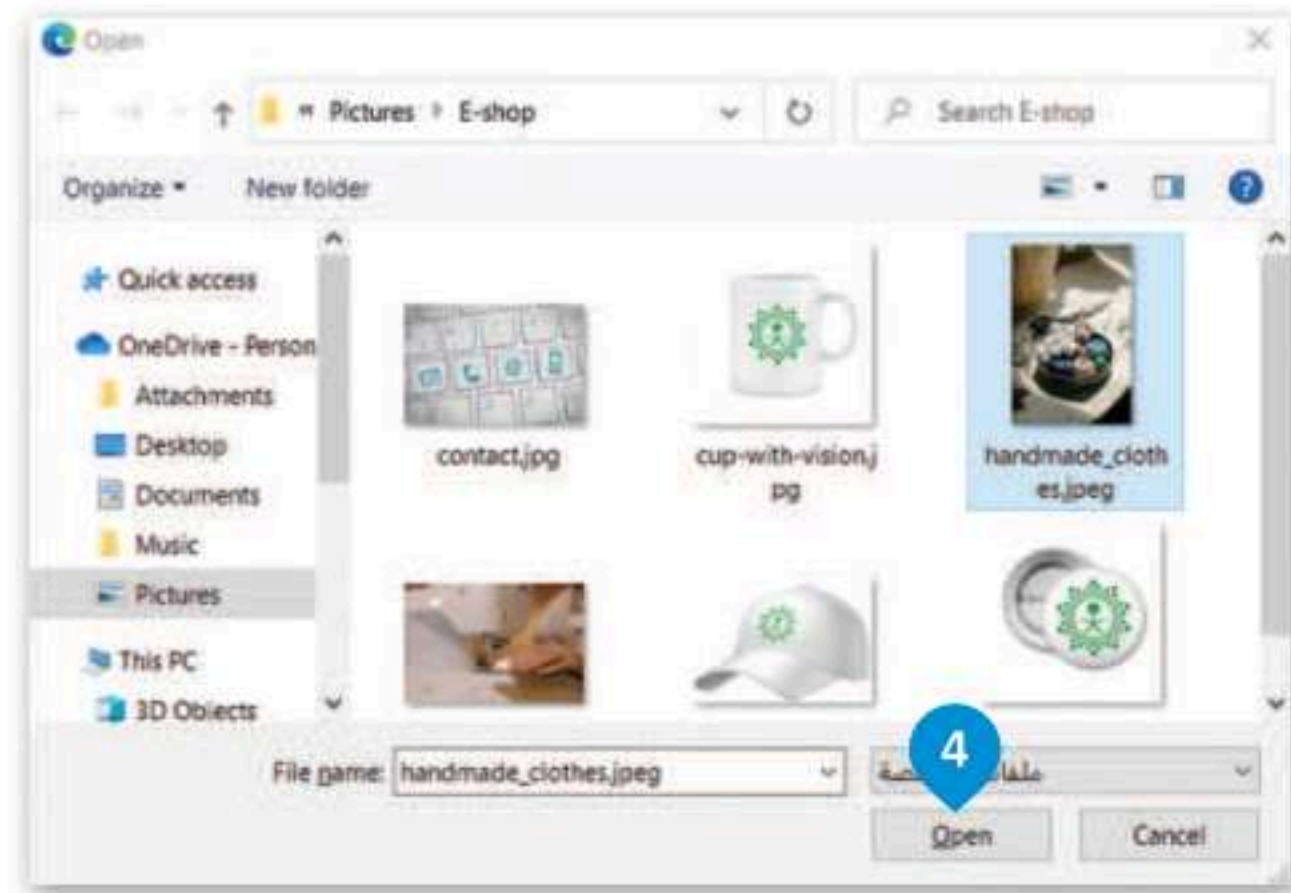 Open
Pictures E-shop
Search E-shop
Organize
New folder
?
Quick access
OneDrive - Person
Attachments
Desktop
Documents
Music
Pictures
This PC
3D Objects
contact.jpg
cup-with-vision.j
pg
handmade_cloth
es.jpeg
File name: handmade_clothes.jpeg
ملفات
4
Open
Cancel